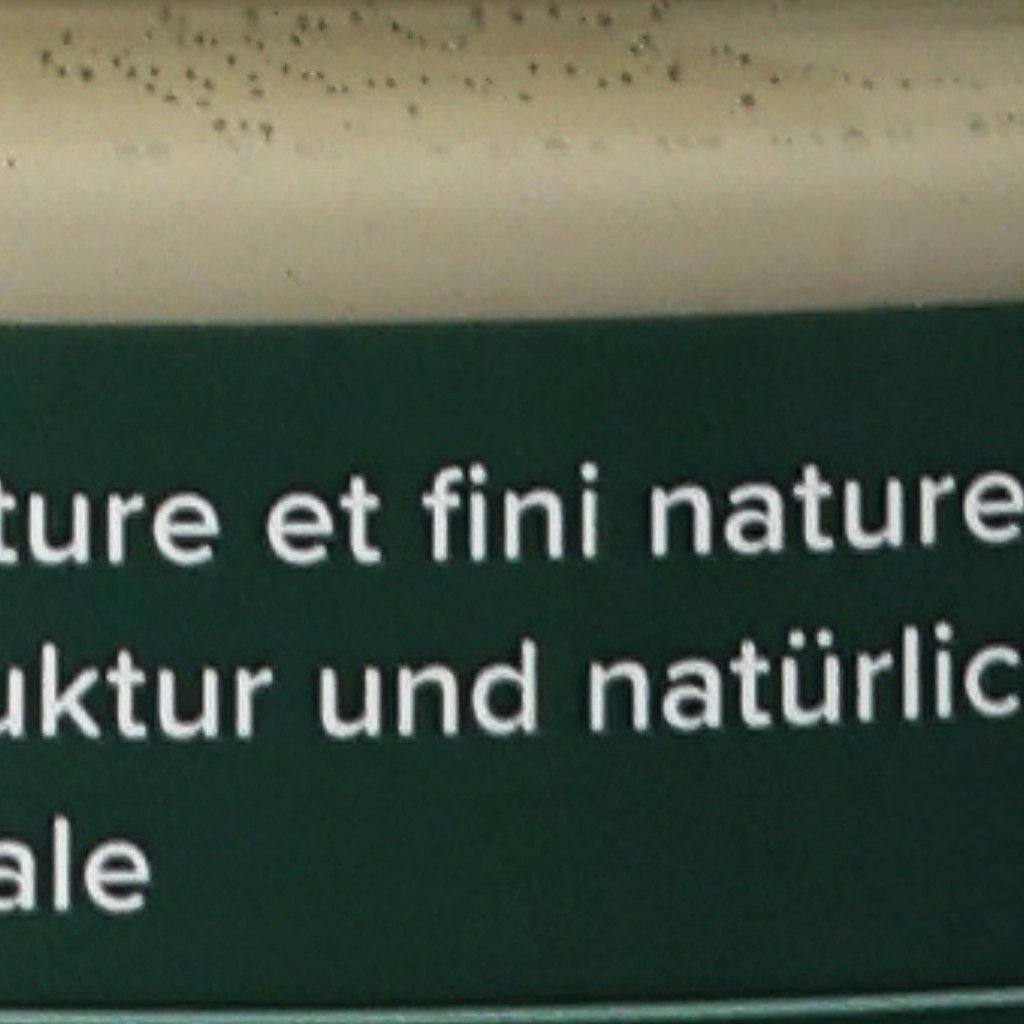 ture et fini nature
uktur und natürlic
ale